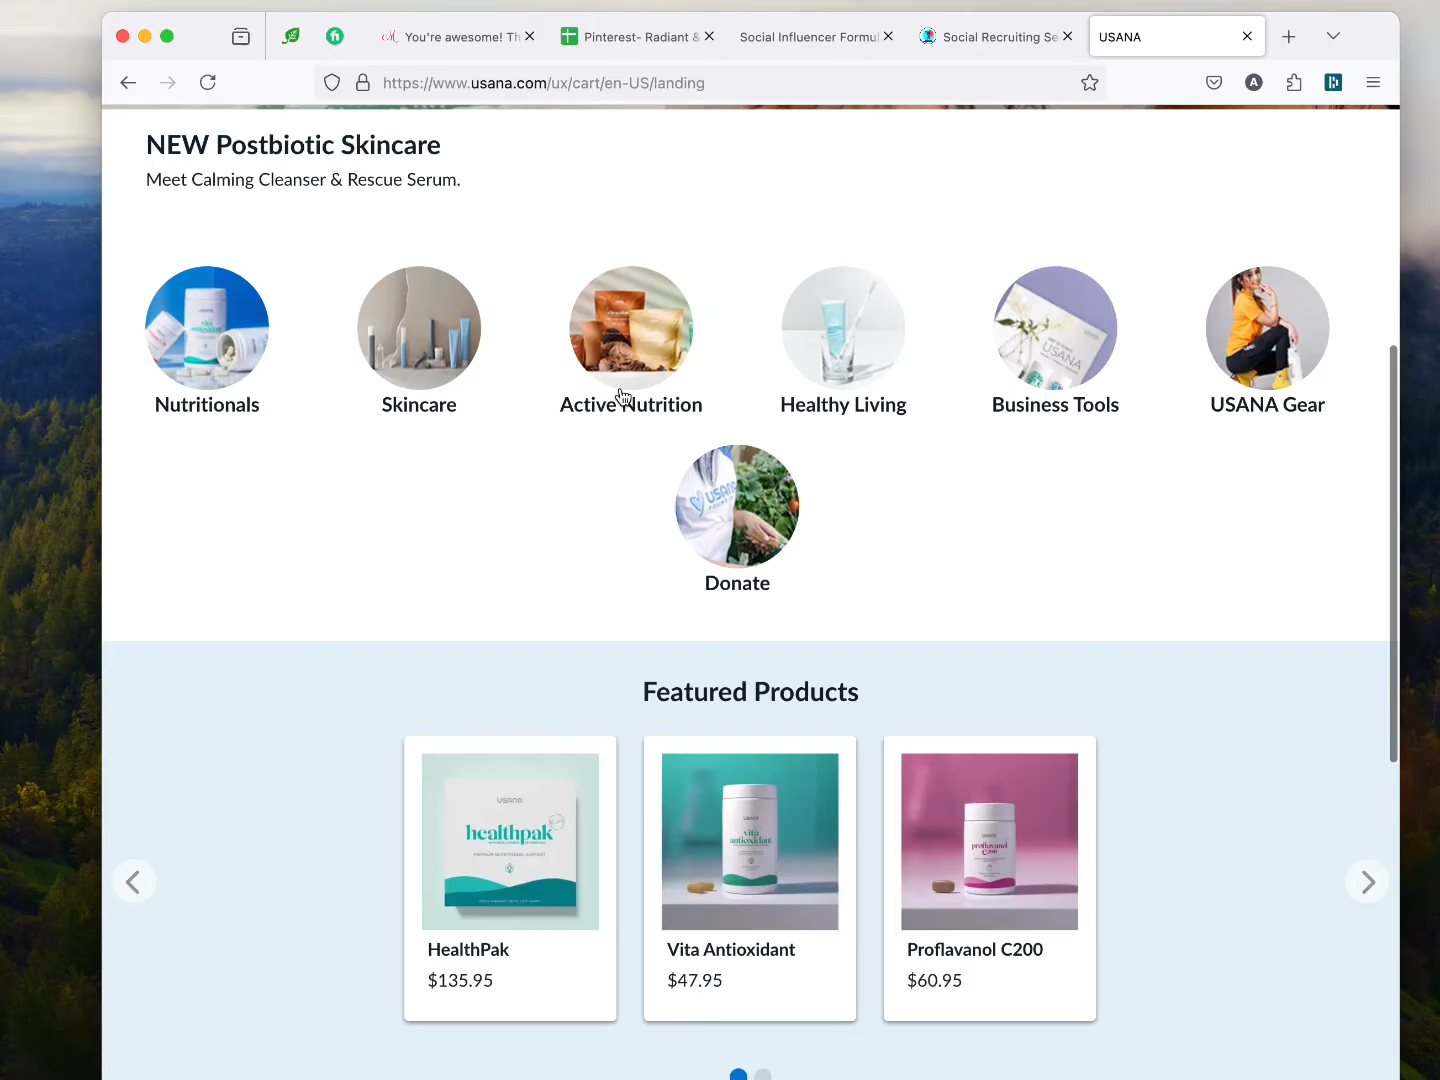 You're awesome! Th
Pinterest- Radiant &
Social Influencer Formul
Social Recruiting Se
USANA
https://www.usana.com/ux/cart/en-US/landing
NEW Postbiotic Skincare
Meet Calming Cleanser & Rescue Serum.
Nutritionals
Skincare
Active Nutrition
Healthy Living
Business Tools
USANA Gear
Donate
Featured Products
USANA
healthpak
vita
antioxidant
proflavanol
C200
HealthPak
Vita Antioxidant
Proflavanol C200
$135.95
$47.95
$60.95